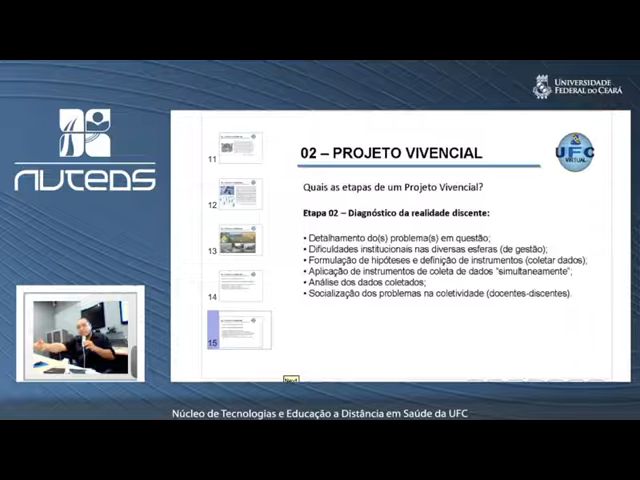 UNIVERSIDADE
FEDERAL DO CEARÁ
NUTEDS
11
12
13
14
15
02 – PROJETO VIVENCIAL
UFC
VIRTUAL
Quais as etapas de um Projeto Vivencial?
Etapa 02 – Diagnóstico da realidade discente:
• Detalhamento do(s) problema(s) em questão;
• Dificuldades institucionais nas diversas esferas (de gestão);
• Formulação de hipóteses e definição de instrumentos (coletar dados);
• Aplicação de instrumentos de coleta de dados "simultaneamente";
• Análise dos dados coletados;
• Socialização dos problemas na coletividade (docentes-discentes).
Next
Núcleo de Tecnologias e Educação a Distância em Saúde da UFC